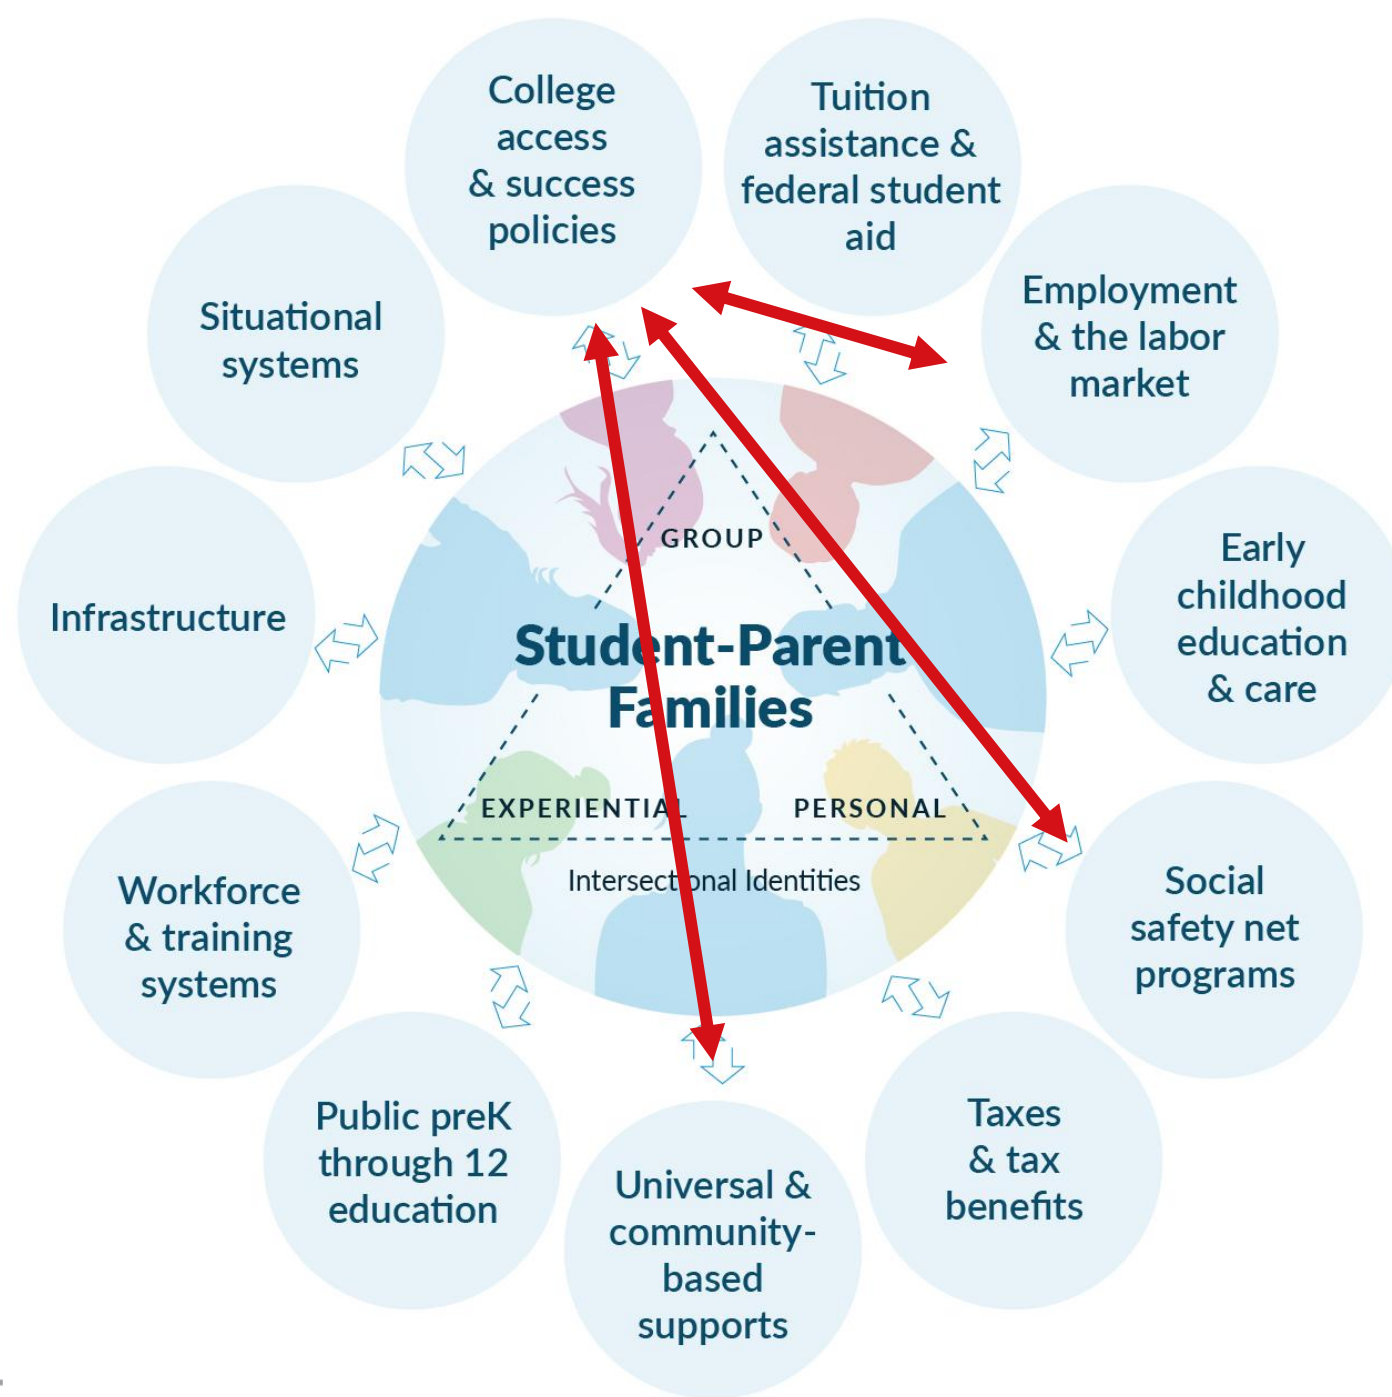 College
access
& success
policies
Tuition
assistance &
federal student
aid
Employment
& the labor
market
Early
childhood
education
& care
Social
safety net
programs
Taxes
& tax
benefits
Universal &
community-
based
supports
Public preK
through 12
education
Workforce
& training
systems
Infrastructure
Situational
systems
GROUP
Student-Parent
Families
EXPERIENTIAL
PERSONAL
Intersectional Identities